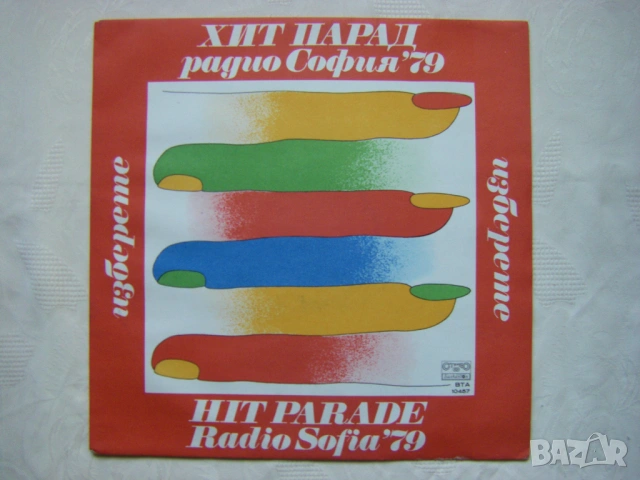 ХИТ ПАРАД
радио София'79
изберете
изберете
ВТА
10457
HIT PARADE
Radio Sofia'79
BAZAR